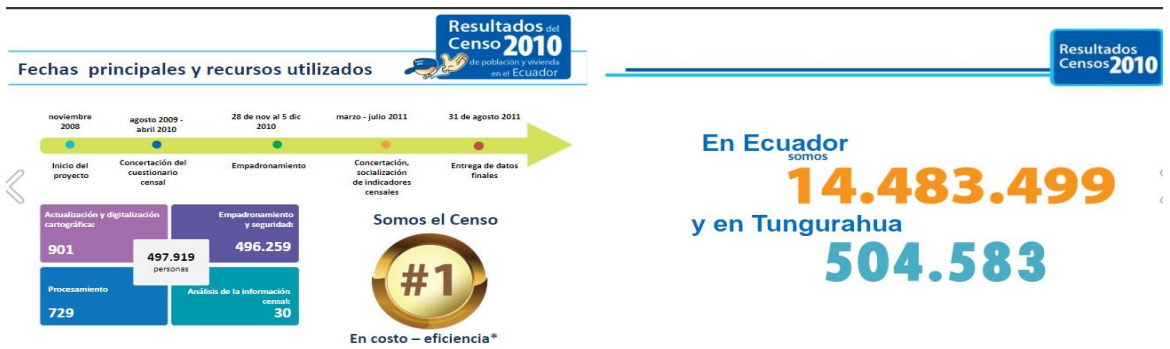 Resultados del
Censo 2010
de población y vivienda
en el Ecuador
Fechas principales y recursos utilizados
noviembre
2008
agosto 2009 -
abril 2010
28 de nov al 5 dic
2010
marzo - julio 2011
31 de agosto 2011
Inicio del
proyecto
Concertación del
cuestionario
censal
Empadronamiento
Concertación,
socialización
de indicadores
censales
Entrega de datos
finales
Actualización y digitalización
cartográfica:
901
Empadronamiento
y seguridad:
496.259
497.919
personas
Procesamiento
729
Análisis de la información
censal:
30
Somos el Censo
#1
En costo – eficiencia*
Resultados
Censos 2010
En Ecuador
somos
14.483.499
y en Tungurahua
504.583